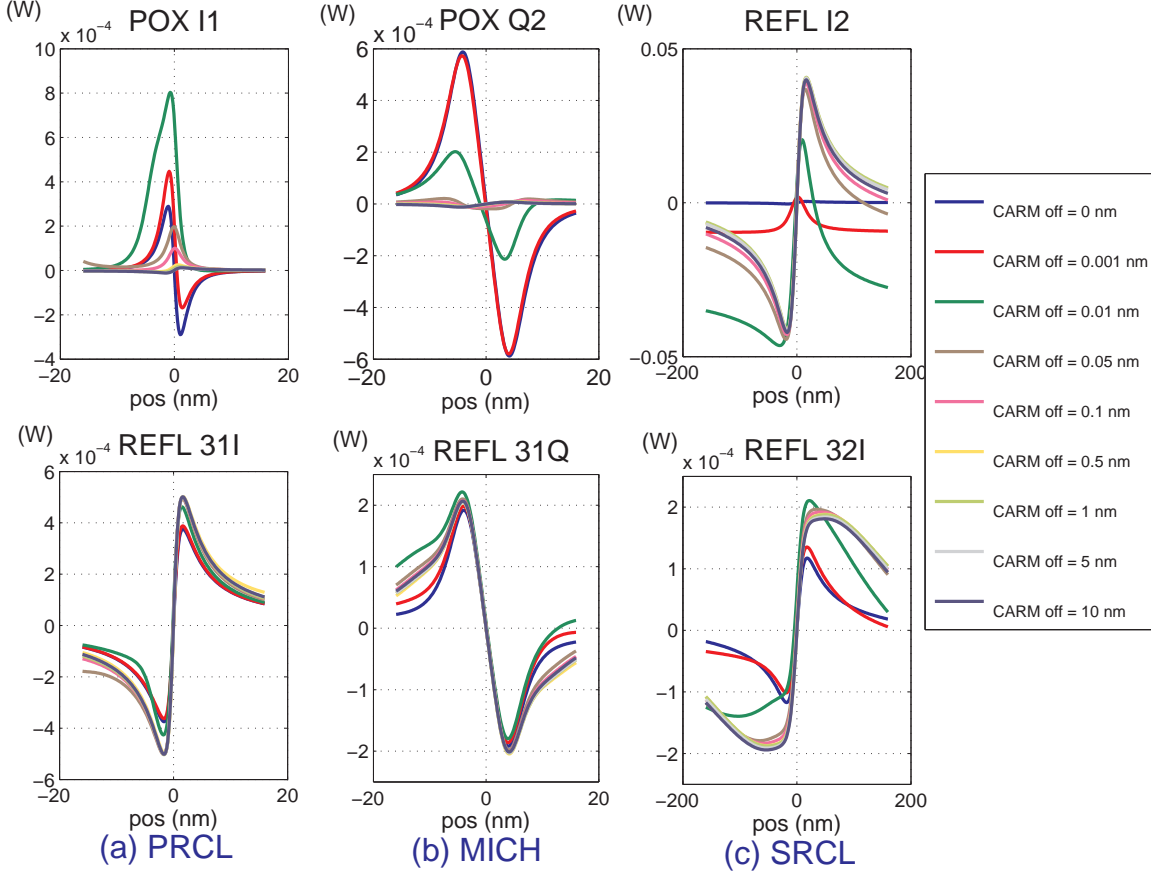 (W)
POX I1
x 10⁻⁴
10
8
6
4
2
0
−2
−4
−20
0
20
pos (nm)
(W)
POX Q2
x 10⁻⁴
6
4
2
0
−2
−4
−6
−20
0
20
pos (nm)
(W)
REFL I2
0.05
0
−0.05
−200
0
200
pos (nm)
CARM off = 0 nm
CARM off = 0.001 nm
CARM off = 0.01 nm
CARM off = 0.05 nm
CARM off = 0.1 nm
CARM off = 0.5 nm
CARM off = 1 nm
CARM off = 5 nm
CARM off = 10 nm
(W)
REFL 31I
x 10⁻⁴
6
4
2
0
−2
−4
−6
−20
0
20
pos (nm)
(a) PRCL
(W)
REFL 31Q
x 10⁻⁴
2
1
0
−1
−2
−20
0
20
pos (nm)
(b) MICH
(W)
REFL 32I
x 10⁻⁴
2
1
0
−1
−2
−200
0
200
pos (nm)
(c) SRCL